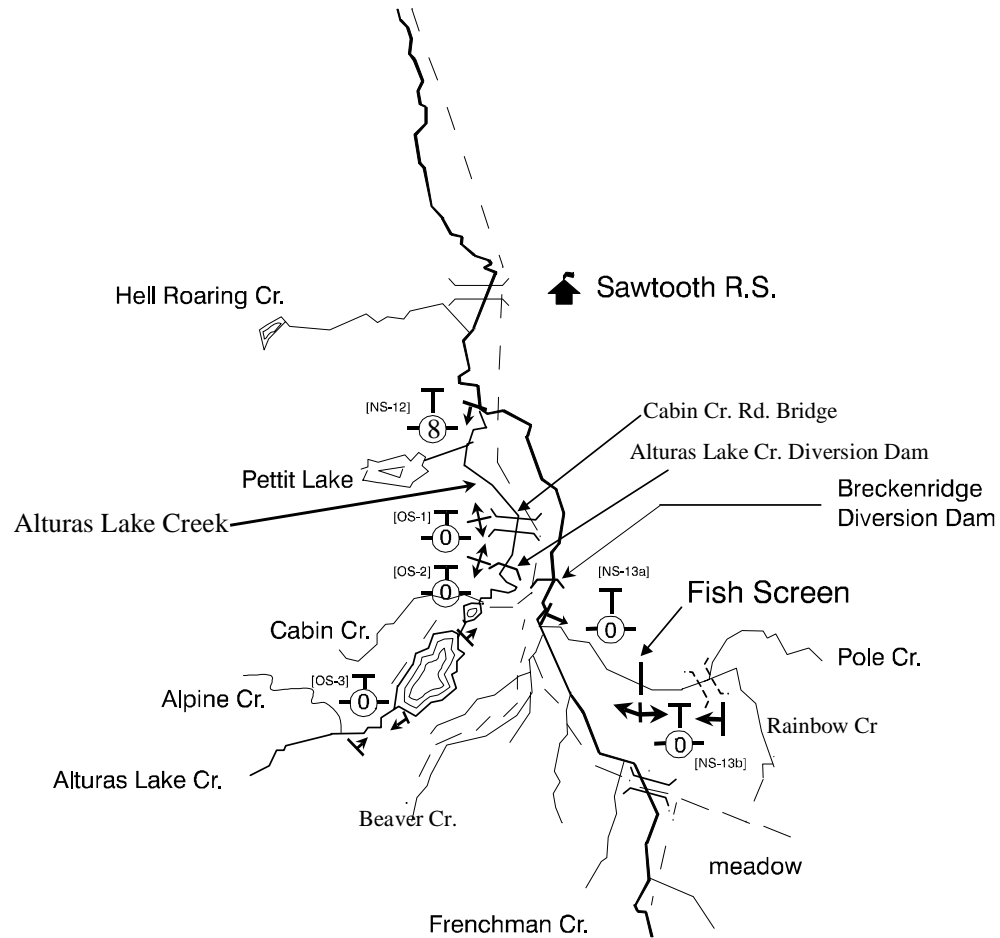 Sawtooth R.S.
Hell Roaring Cr.
[NS-12]
8
Cabin Cr. Rd. Bridge
Alturas Lake Cr. Diversion Dam
Pettit Lake
Breckenridge
Diversion Dam
Alturas Lake Creek
[OS-1]
0
[OS-2]
0
[NS-13a]
0
Fish Screen
Cabin Cr.
Pole Cr.
Alpine Cr.
[OS-3]
0
Rainbow Cr
0
[NS-13b]
Alturas Lake Cr.
Beaver Cr.
meadow
Frenchman Cr.